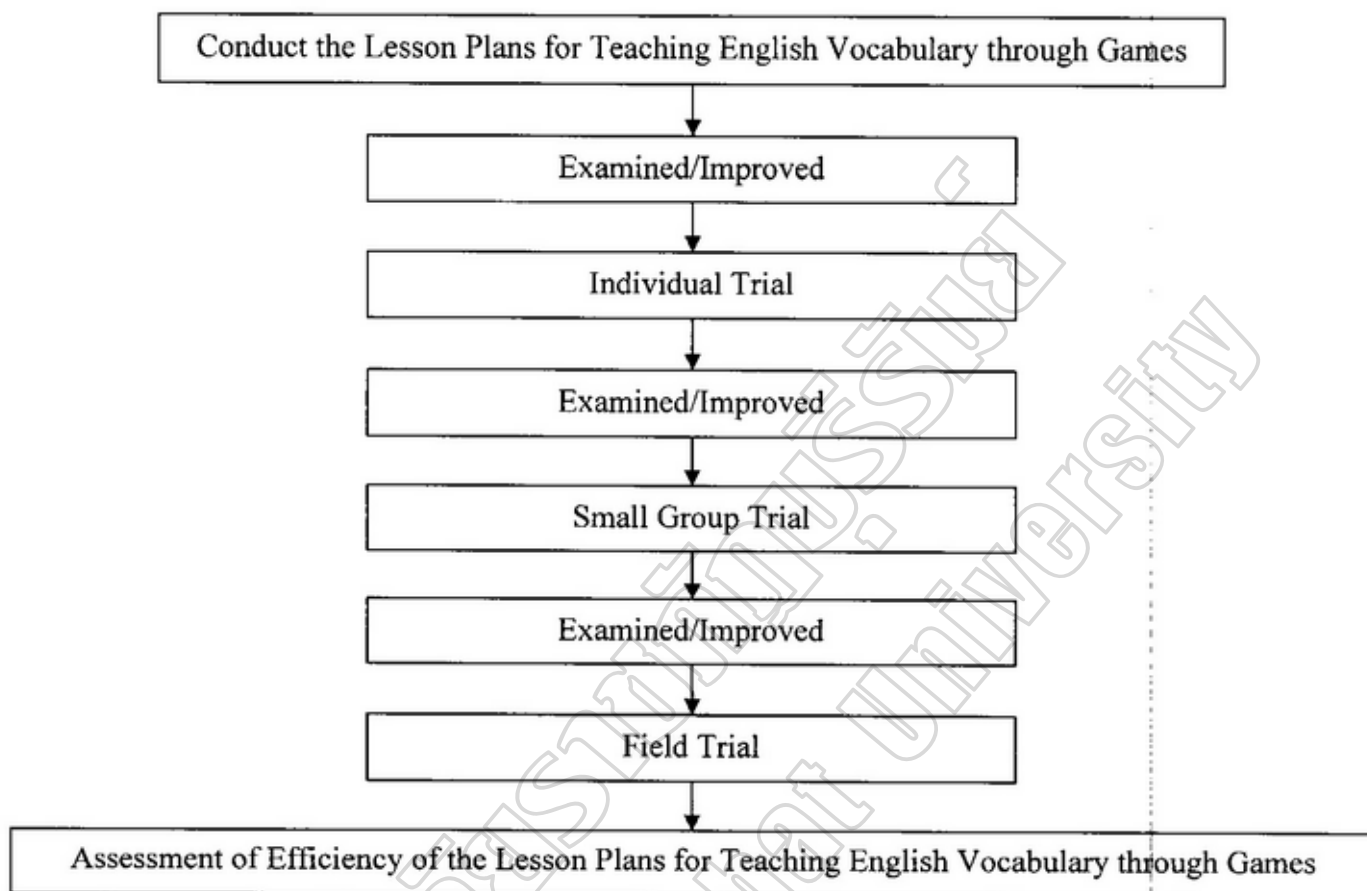 Conduct the Lesson Plans for Teaching English Vocabulary through Games
Examined/Improved
Individual Trial
Examined/Improved
Small Group Trial
Examined/Improved
Field Trial
Assessment of Efficiency of the Lesson Plans for Teaching English Vocabulary through Games
University